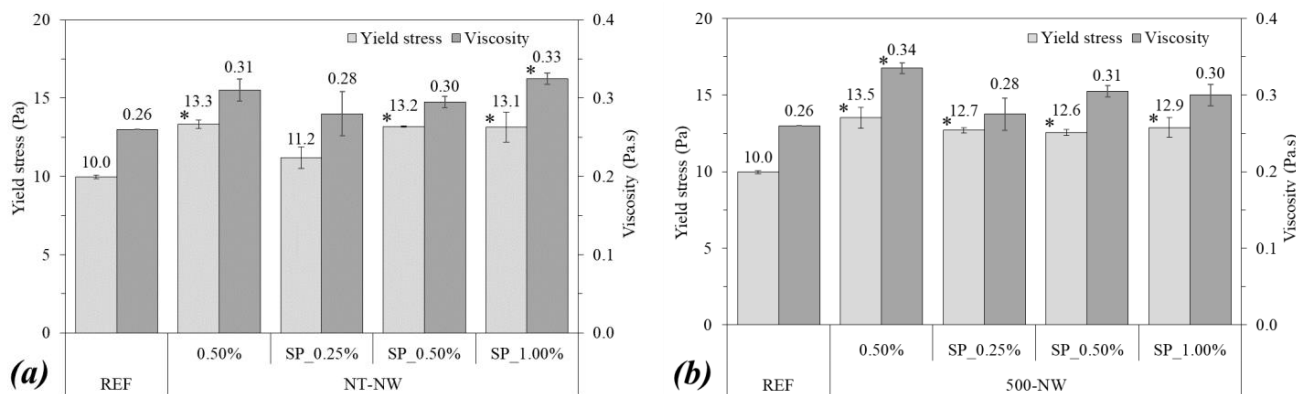 20
15
10
5
0
Yield stress (Pa)
Yield stress Viscosity
0.4
0.3
0.2
0.1
0.0
Viscosity (Pa.s)
10.0 0.26
* 13.3 0.31
11.2 0.28
* 13.2 0.30
* 13.1 * 0.33
0.50% SP_0.25% SP_0.50% SP_1.00%
REF NT-NW
(a)
20
15
10
5
0
Yield stress (Pa)
Yield stress Viscosity
0.4
0.3
0.2
0.1
0.0
Viscosity (Pa.s)
10.0 0.26
* 13.5 * 0.34
* 12.7 0.28
* 12.6 0.31
* 12.9 0.30
0.50% SP_0.25% SP_0.50% SP_1.00%
REF 500-NW
(b)